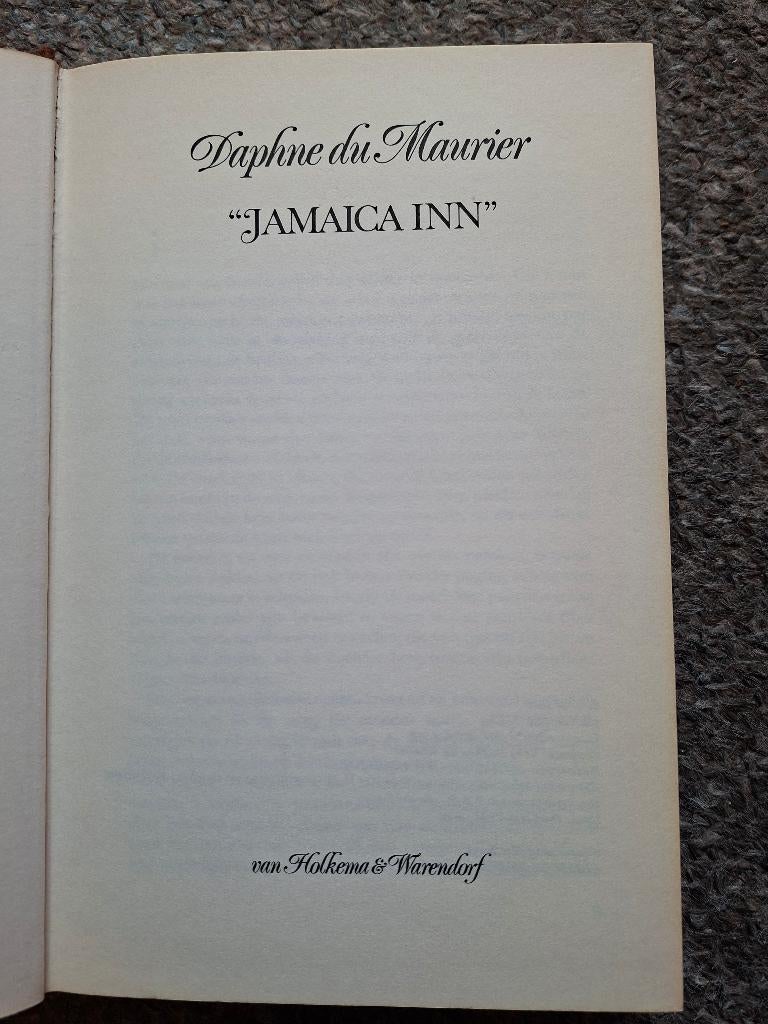 Daphne du Maurier
“JAMAICA INN”
van Holkema & Warendorf